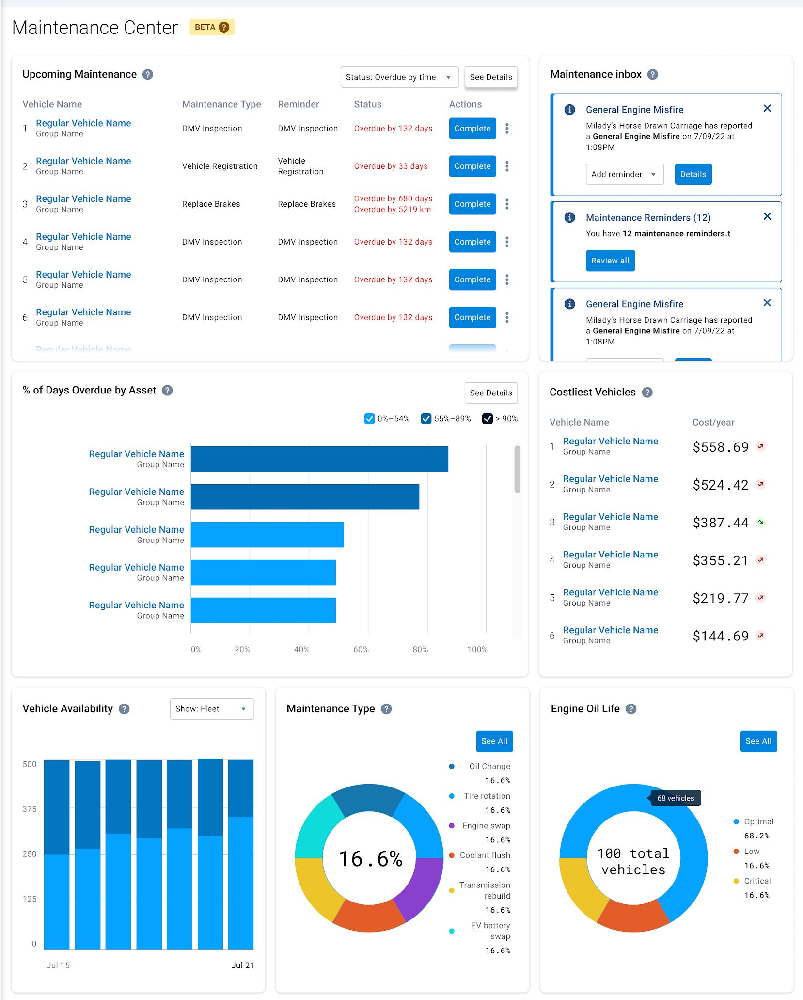 Maintenance Center
BETA ?
Upcoming Maintenance ?
Status: Overdue by time
See Details
Vehicle Name Maintenance Type Reminder Status Actions
1 Regular Vehicle Name DMV Inspection DMV Inspection Overdue by 132 days Complete
Group Name
2 Regular Vehicle Name Vehicle Registration Vehicle Registration Overdue by 33 days Complete
Group Name
3 Regular Vehicle Name Replace Brakes Replace Brakes Overdue by 680 days Complete
Group Name Overdue by 5219 km
4 Regular Vehicle Name DMV Inspection DMV Inspection Overdue by 132 days Complete
Group Name
5 Regular Vehicle Name DMV Inspection DMV Inspection Overdue by 132 days Complete
Group Name
6 Regular Vehicle Name DMV Inspection DMV Inspection Overdue by 132 days Complete
Group Name
Regular Vehicle Name
Maintenance inbox ?
General Engine Misfire
Milady's Horse Drawn Carriage has reported
a General Engine Misfire on 7/09/22 at
1:08PM
Add reminder
Details
Maintenance Reminders (12)
You have 12 maintenance reminders.t
Review all
General Engine Misfire
Milady's Horse Drawn Carriage has reported
a General Engine Misfire on 7/09/22 at
1:08PM
% of Days Overdue by Asset ?
See Details
0%–54% 55%–89% > 90%
Regular Vehicle Name
Group Name
Regular Vehicle Name
Group Name
Regular Vehicle Name
Group Name
Regular Vehicle Name
Group Name
Regular Vehicle Name
Group Name
0% 20% 40% 60% 80% 100%
Costliest Vehicles ?
Vehicle Name Cost/year
1 Regular Vehicle Name $558.69
Group Name
2 Regular Vehicle Name $524.42
Group Name
3 Regular Vehicle Name $387.44
Group Name
4 Regular Vehicle Name $355.21
Group Name
5 Regular Vehicle Name $219.77
Group Name
6 Regular Vehicle Name $144.69
Group Name
Vehicle Availability ?
Show: Fleet
500
375
250
125
0
Jul 15 Jul 21
Maintenance Type ?
See All
16.6%
Oil Change
16.6%
Tire rotation
16.6%
Engine swap
16.6%
Coolant flush
16.6%
Transmission
rebuild
16.6%
EV battery
swap
16.6%
Engine Oil Life ?
See All
68 vehicles
100 total
vehicles
Optimal
68.2%
Low
16.6%
Critical
16.6%